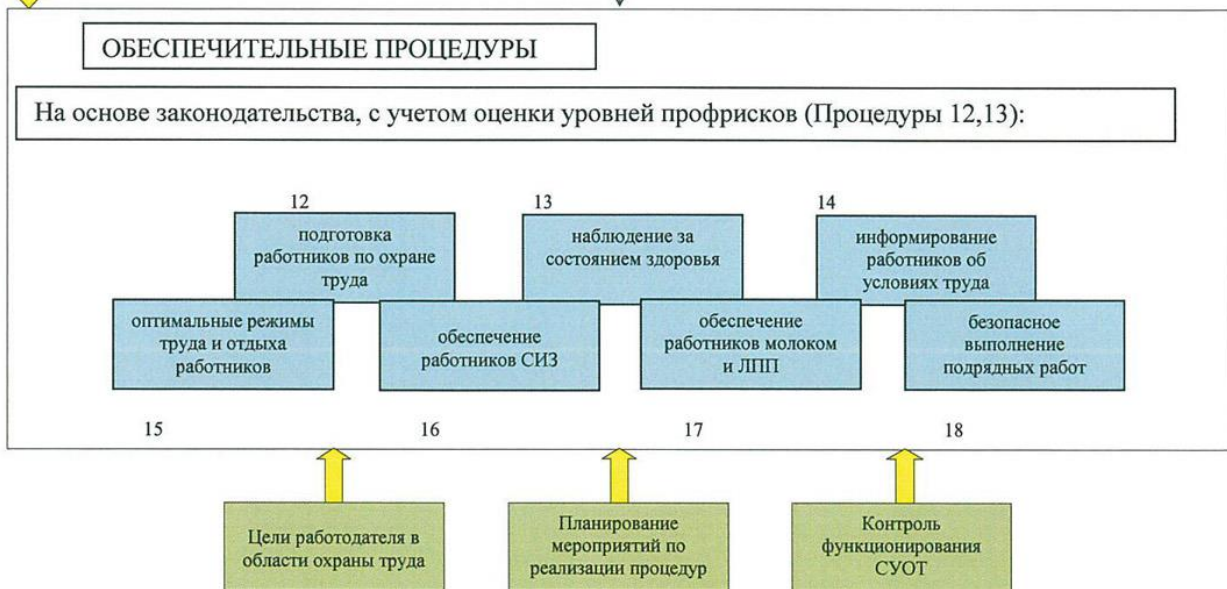 ОБЕСПЕЧИТЕЛЬНЫЕ ПРОЦЕДУРЫ
На основе законодательства, с учетом оценки уровней профрисков (Процедуры 12,13):
12
13
14
подготовка
работников по охране
труда
наблюдение за
состоянием здоровья
информирование
работников об
условиях труда
оптимальные режимы
труда и отдыха
работников
обеспечение
работников СИЗ
обеспечение
работников молоком
и ЛПП
безопасное
выполнение
подрядных работ
15
16
17
18
Цели работодателя в
области охраны труда
Планирование
мероприятий по
реализации процедур
Контроль
функционирования
СУОТ